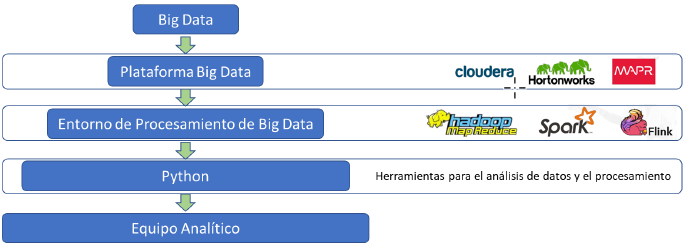 Big Data
Plataforma Big Data
cloudera
Hortonworks
MAPR
Entorno de Procesamiento de Big Data
hadoop
Map Reduce
Spark
Flink
Python
Herramientas para el análisis de datos y el procesamiento
Equipo Analítico